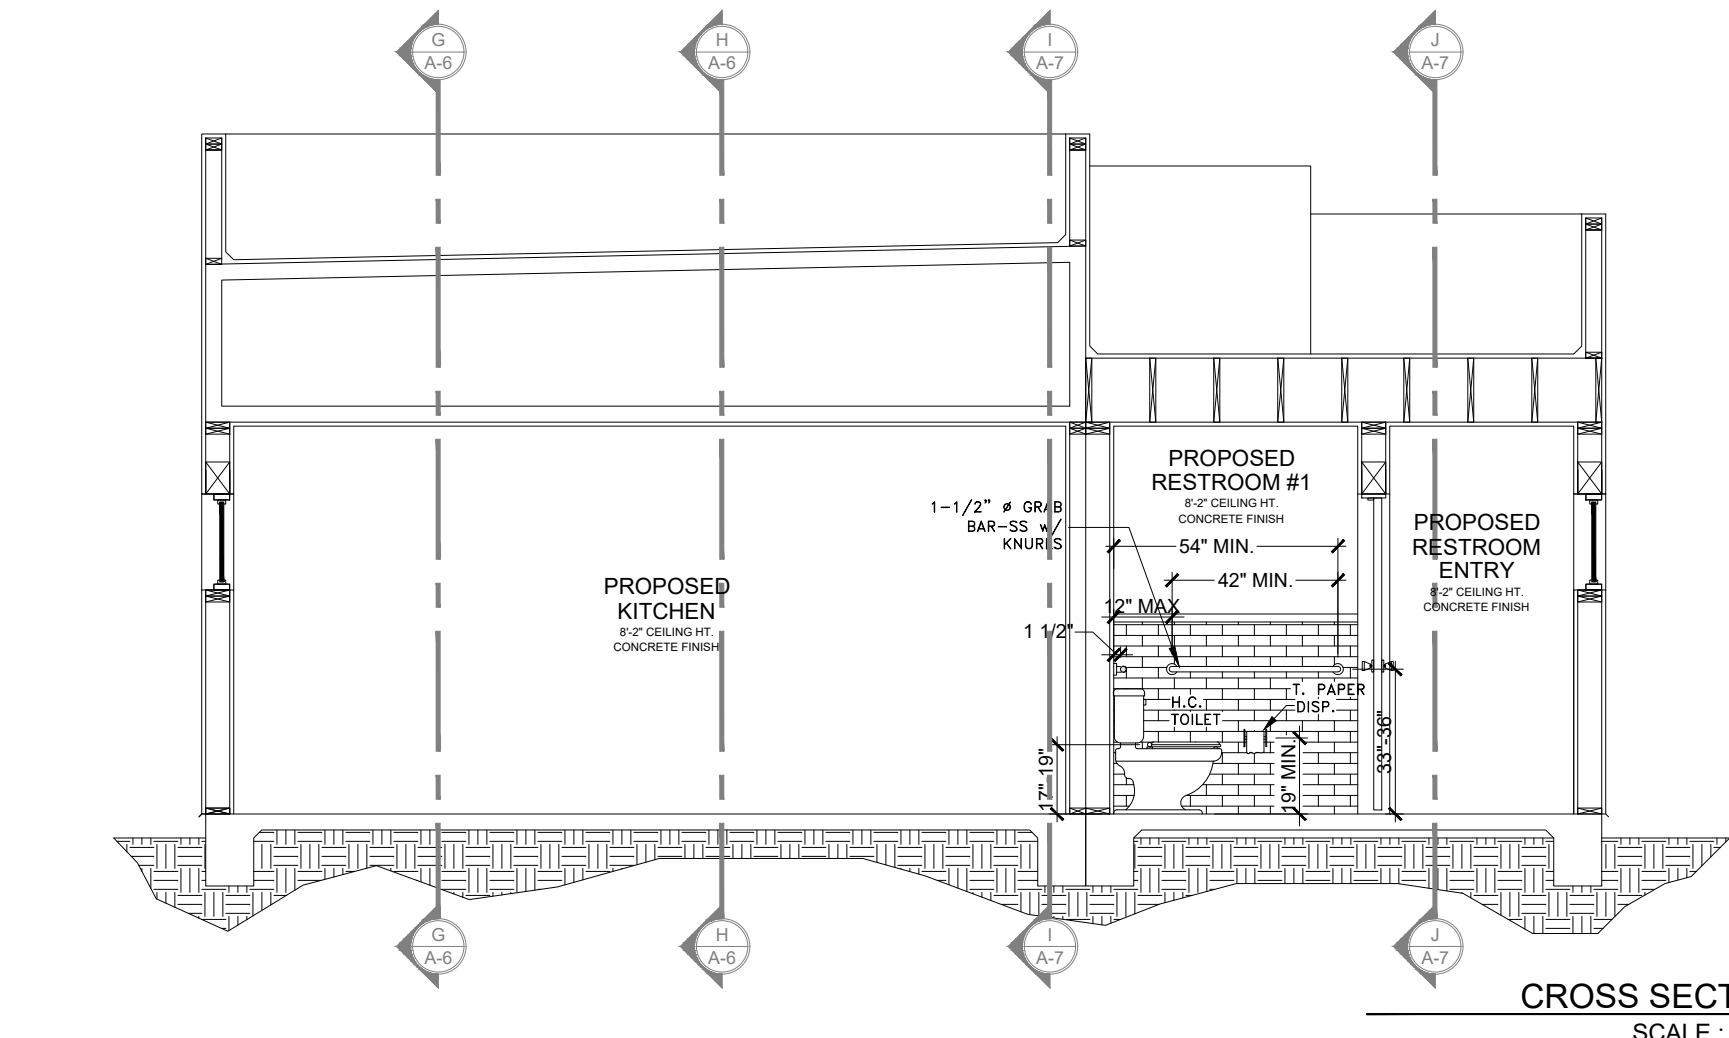 G
A-6
H
A-6
I
A-7
J
A-7
PROPOSED
RESTROOM #1
8'-2" CEILING HT.
CONCRETE FINISH
1-1/2" ø GRAB
BAR-SS w/
KNURLS
54" MIN.
42" MIN.
12" MAX
1 1/2"
PROPOSED
RESTROOM
ENTRY
8'-2" CEILING HT.
CONCRETE FINISH
PROPOSED
KITCHEN
8'-2" CEILING HT.
CONCRETE FINISH
H.C.
TOILET
T. PAPER
DISP.
17"-19"
19" MIN.
33"-36"
G
A-6
H
A-6
I
A-7
J
A-7
CROSS SECT
SCALE :